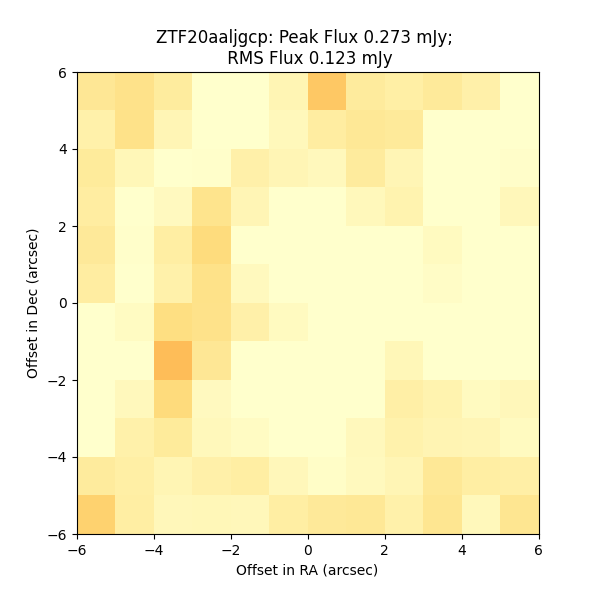 ZTF20aaljgcp: Peak Flux 0.273 mJy;
RMS Flux 0.123 mJy
6
4
2
0
−2
−4
−6
Offset in Dec (arcsec)
−6 −4 −2 0 2 4 6
Offset in RA (arcsec)